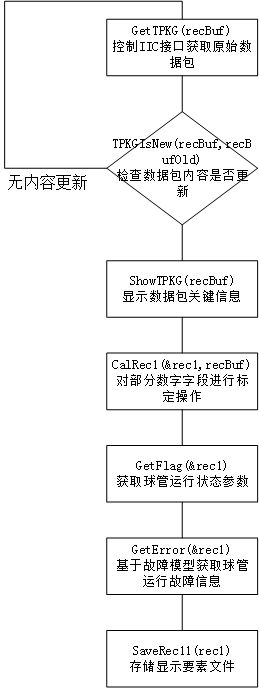 GetTPKG(recBuf)
控制IIC接口获取原始数
据包
TPKGIsNew(recBuf,recB
ufOld)
检查数据包内容是否更
新
无内容更新
ShowTPKG(recBuf)
显示数据包关键信息
CalRec1(&rec1,recBuf)
对部分数字字段进行标
定操作
GetFlag(&rec1)
获取球管运行状态参数
GetError(&rec1)
基于故障模型获取球管
运行故障信息
SaveRec11(rec1)
存储显示要素文件